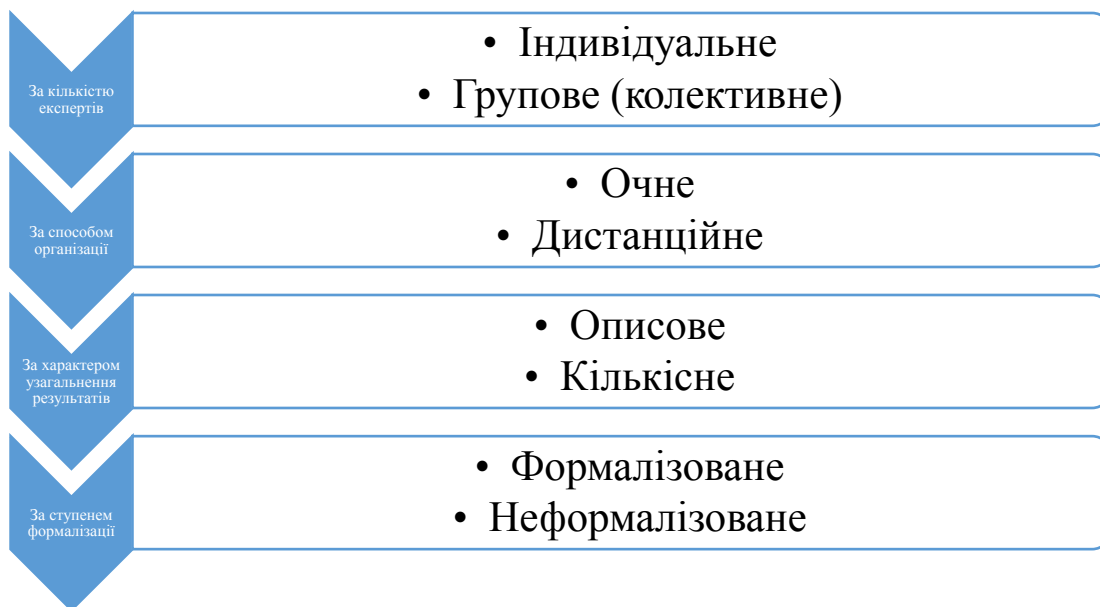 За кількістю
експертів
• Індивідуальне
• Групове (колективне)
За способом
організації
• Очне
• Дистанційне
За характером
узагальнення
результатів
• Описове
• Кількісне
За ступенем
формалізації
• Формалізоване
• Неформалізоване